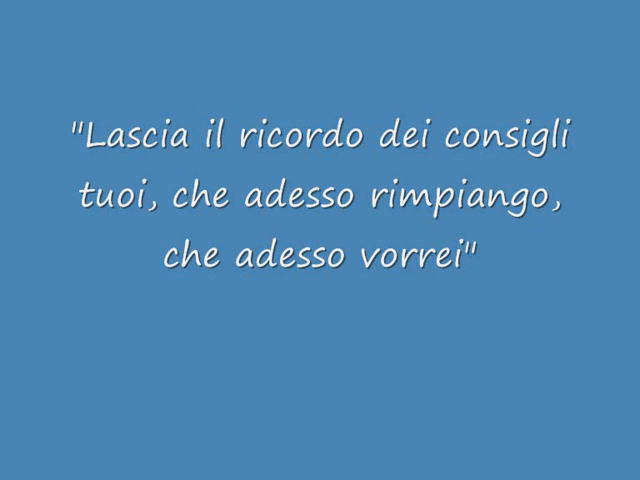 "Lascia il ricordo dei consigli
tuoi, che adesso rimpiango,
che adesso vorrei"